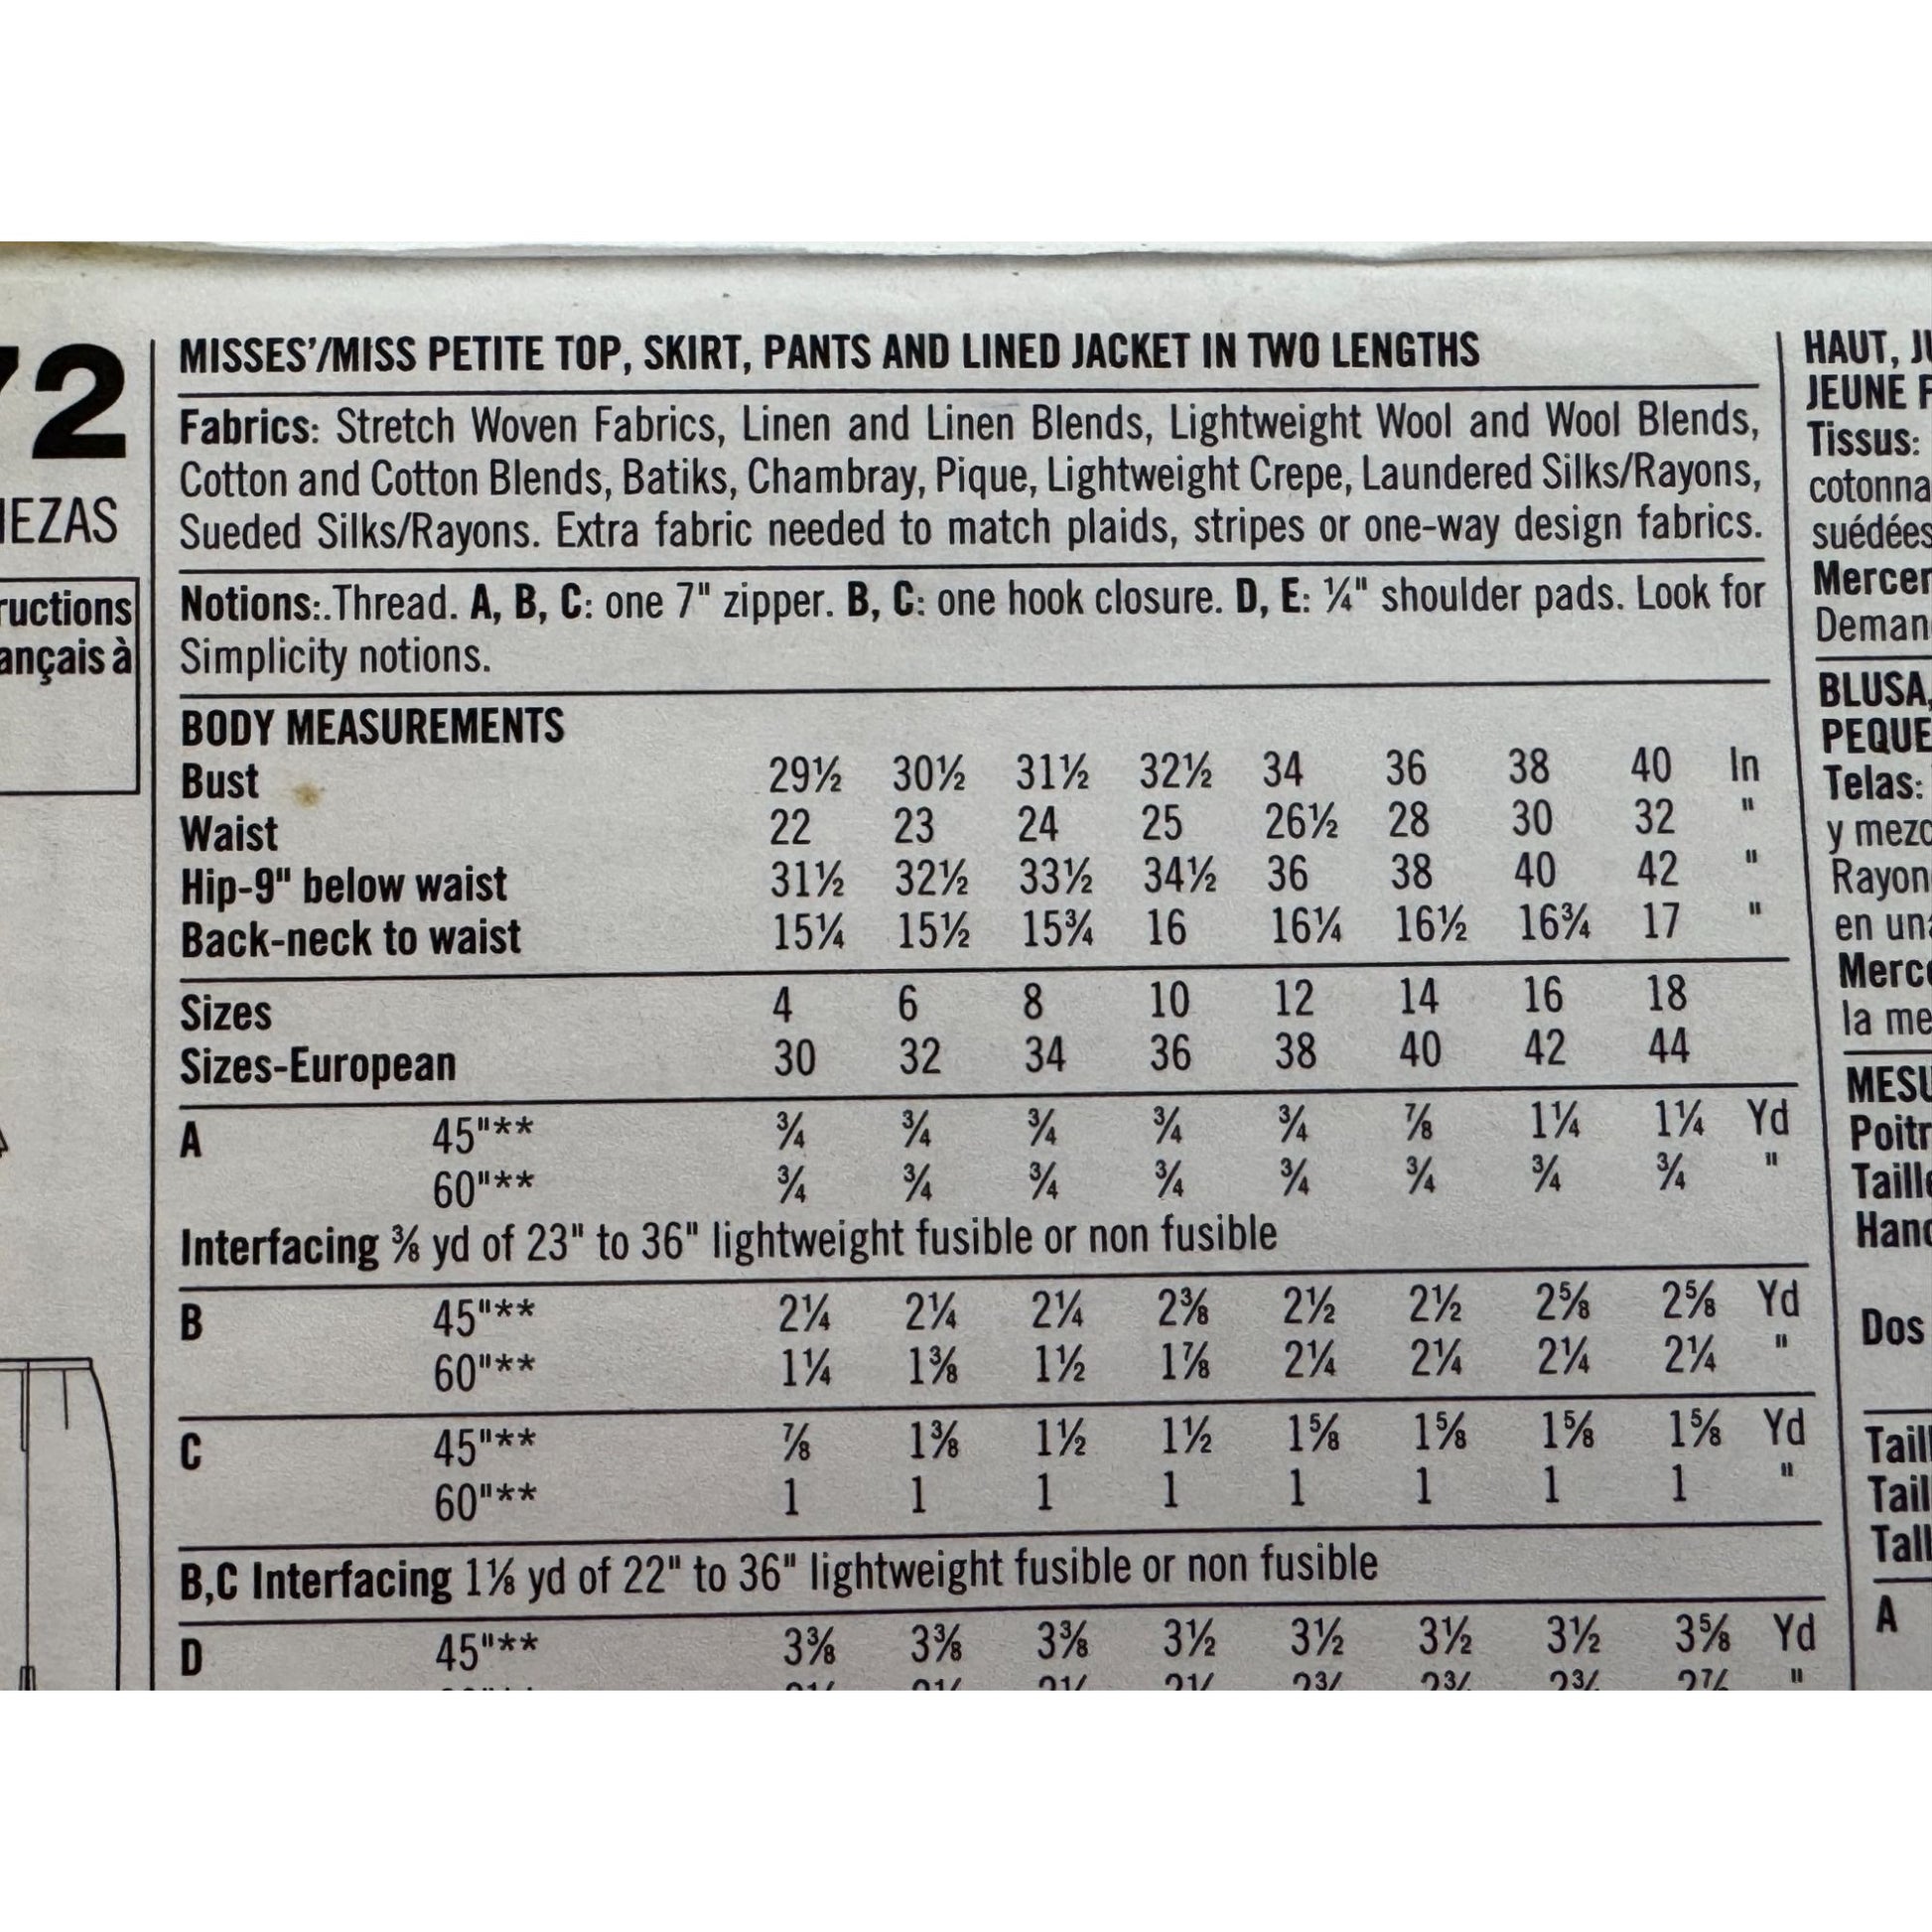 72
IEZAS
ructions
ançais à
MISSES'/MISS PETITE TOP, SKIRT, PANTS AND LINED JACKET IN TWO LENGTHS
Fabrics: Stretch Woven Fabrics, Linen and Linen Blends, Lightweight Wool and Wool Blends,
Cotton and Cotton Blends, Batiks, Chambray, Pique, Lightweight Crepe, Laundered Silks/Rayons,
Sueded Silks/Rayons. Extra fabric needed to match plaids, stripes or one-way design fabrics.
Notions:.Thread. A, B, C: one 7" zipper. B, C: one hook closure. D, E: ¼" shoulder pads. Look for
Simplicity notions.
BODY MEASUREMENTS
Bust 29½ 30½ 31½ 32½ 34 36 38 40 In
Waist 22 23 24 25 26½ 28 30 32 "
Hip-9" below waist 31½ 32½ 33½ 34½ 36 38 40 42 "
Back-neck to waist 15¼ 15½ 15¾ 16 16¼ 16½ 16¾ 17 "
Sizes 4 6 8 10 12 14 16 18
Sizes-European 30 32 34 36 38 40 42 44
A 45"** ¾ ¾ ¾ ¾ ¾ ⅞ 1¼ 1¼ Yd
60"** ¾ ¾ ¾ ¾ ¾ ¾ ¾ ¾ "
Interfacing ⅜ yd of 23" to 36" lightweight fusible or non fusible
B 45"** 2¼ 2¼ 2¼ 2⅜ 2½ 2½ 2⅝ 2⅝ Yd
60"** 1¼ 1⅜ 1½ 1⅞ 2¼ 2¼ 2¼ 2¼ "
C 45"** ⅞ 1⅜ 1½ 1½ 1⅝ 1⅝ 1⅝ 1⅝ Yd
60"** 1 1 1 1 1 1 1 1 "
B,C Interfacing 1⅛ yd of 22" to 36" lightweight fusible or non fusible
D 45"** 3⅜ 3⅜ 3⅜ 3½ 3½ 3½ 3½ 3⅝ Yd
HAUT, JU
JEUNE F
Tissus:
cotonna
suédées
Mercer
Deman
BLUSA,
PEQUE
Telas:
y mezc
Rayon
en una
Merce
la me
MESU
Poitr
Taille
Hanc
Dos
Taill
Tail
Tall
A